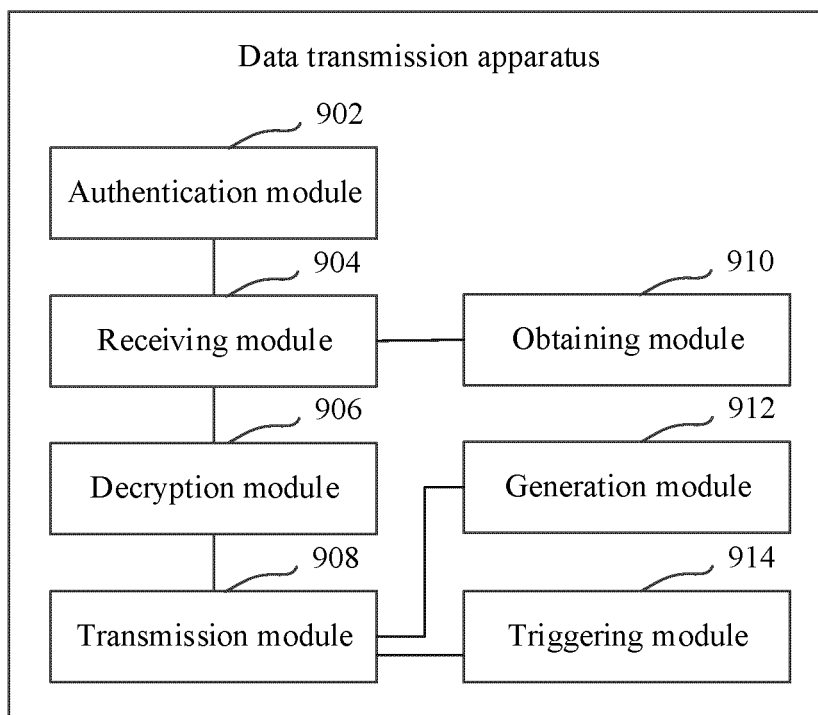 Data transmission apparatus
902
Authentication module
904
Receiving module
910
Obtaining module
906
Decryption module
912
Generation module
908
Transmission module
914
Triggering module